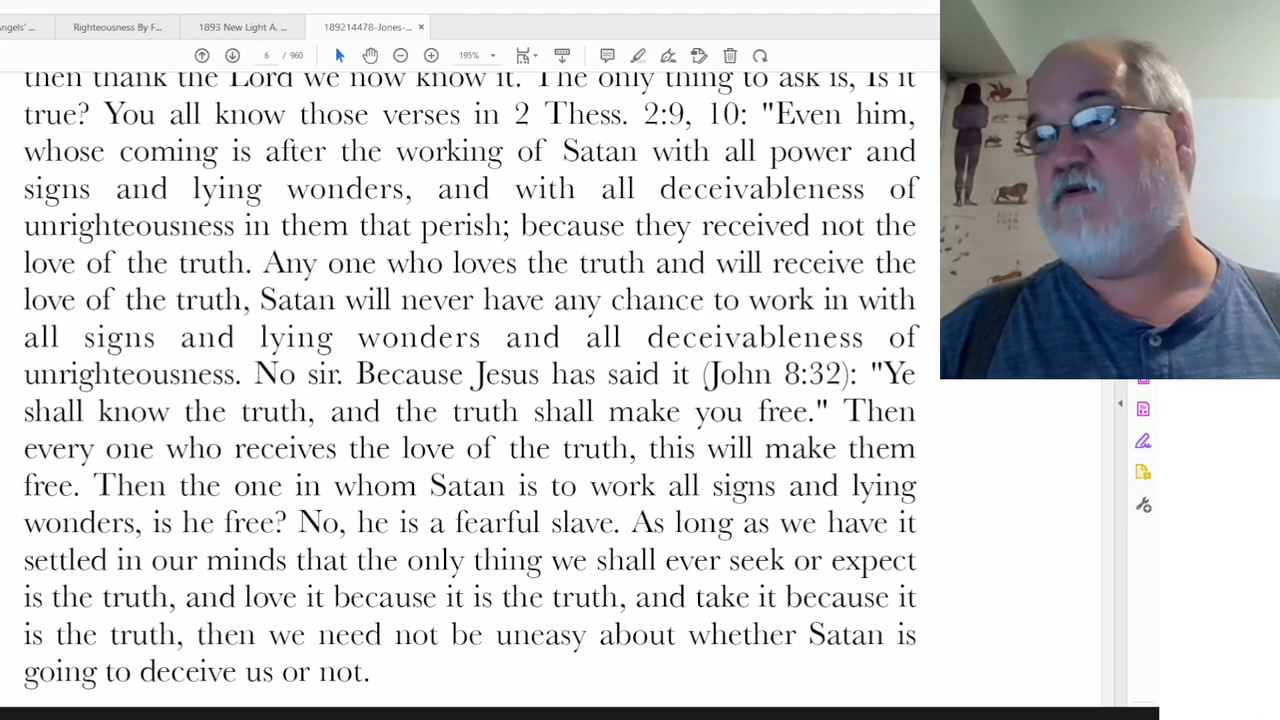 Angels' ...
Righteousness By F...
1893 New Light A. ...
189214478-Jones-...
×
6 / 960
195%
then thank the Lord we now know it. The only thing to ask is, Is it
true? You all know those verses in 2 Thess. 2:9, 10: "Even him,
whose coming is after the working of Satan with all power and
signs and lying wonders, and with all deceivableness of
unrighteousness in them that perish; because they received not the
love of the truth. Any one who loves the truth and will receive the
love of the truth, Satan will never have any chance to work in with
all signs and lying wonders and all deceivableness of
unrighteousness. No sir. Because Jesus has said it (John 8:32): "Ye
shall know the truth, and the truth shall make you free." Then
every one who receives the love of the truth, this will make them
free. Then the one in whom Satan is to work all signs and lying
wonders, is he free? No, he is a fearful slave. As long as we have it
settled in our minds that the only thing we shall ever seek or expect
is the truth, and love it because it is the truth, and take it because it
is the truth, then we need not be uneasy about whether Satan is
going to deceive us or not.